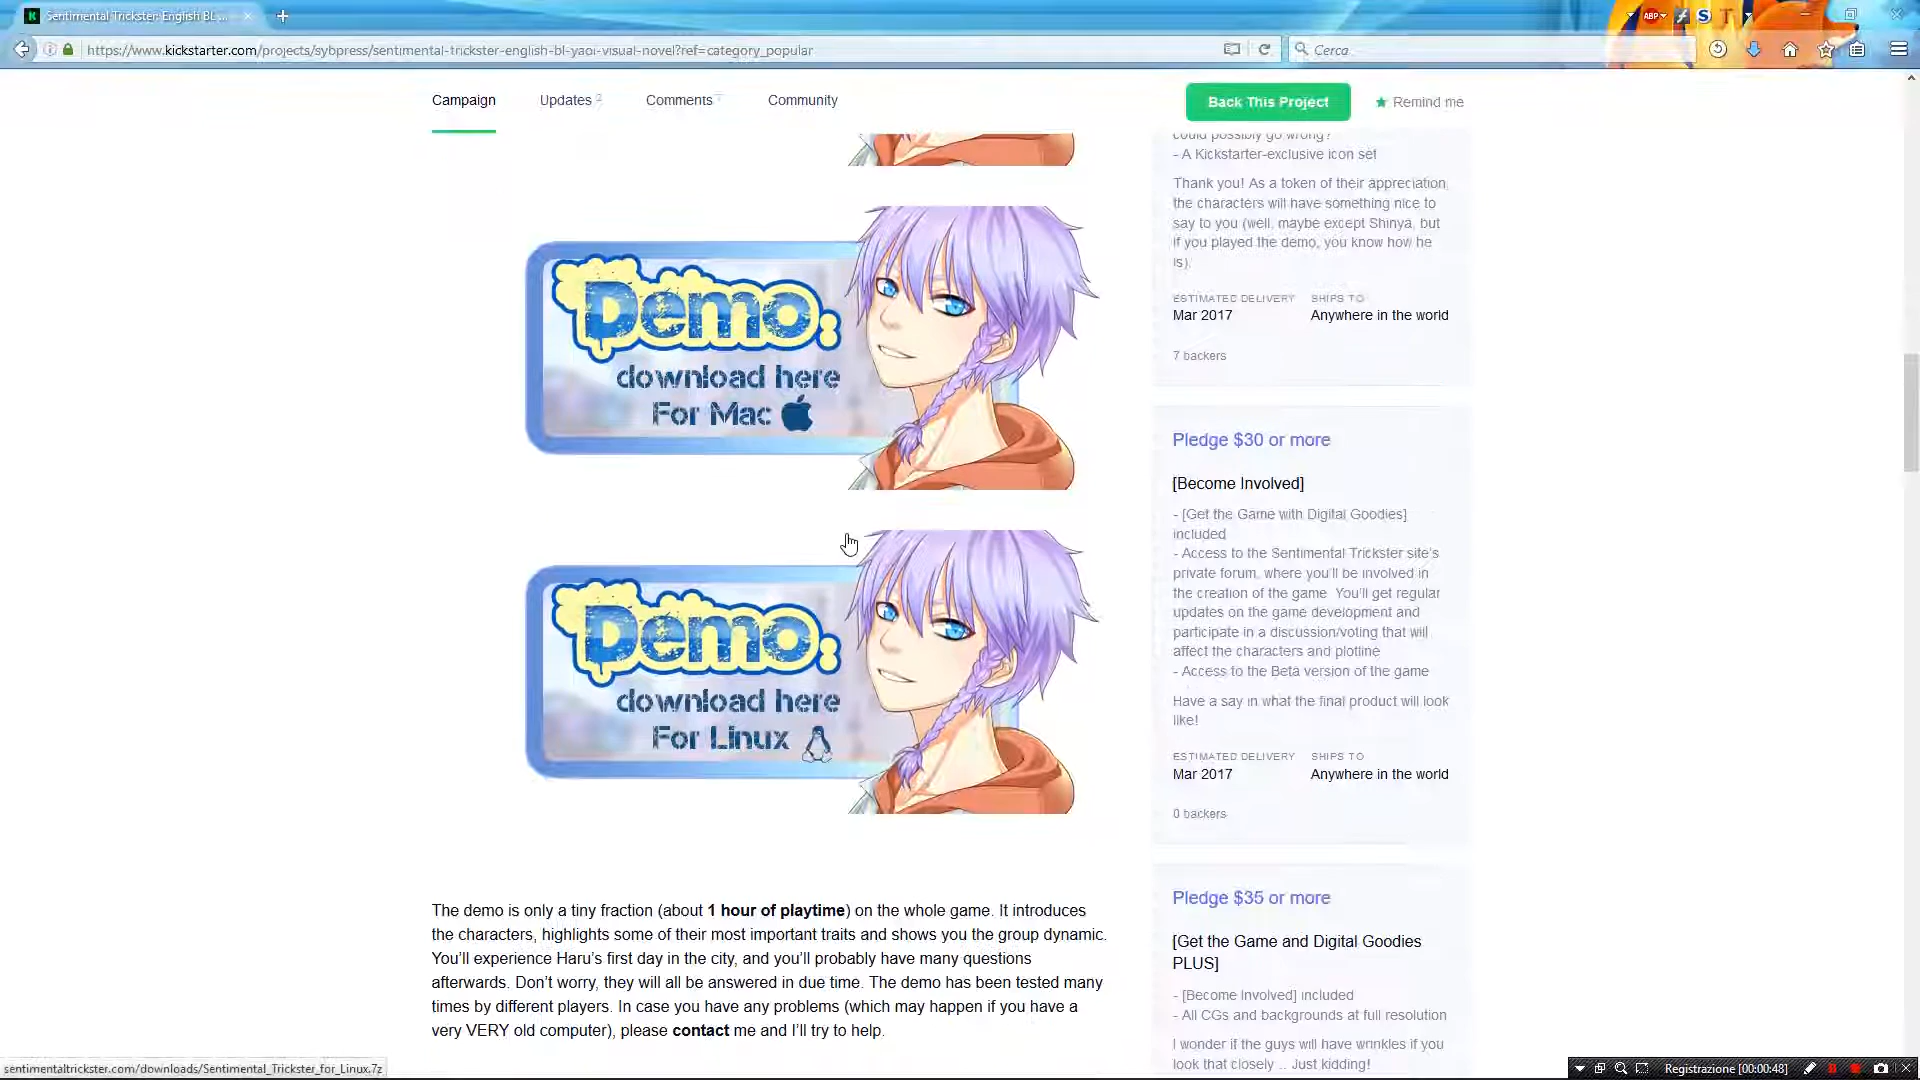 Sentimental Trickster: English BL ...
https://www.kickstarter.com/projects/sybpress/sentimental-trickster-english-bl-yaoi-visual-novel?ref=category_popular
Cerca
ABP
Campaign
Updates 2
Comments
Community
Back This Project
Remind me
could possibly go wrong?
- A Kickstarter-exclusive icon set
Thank you! As a token of their appreciation,
the characters will have something nice to
say to you (well, maybe except Shinya, but
if you played the demo, you know how he
is).
ESTIMATED DELIVERY
SHIPS TO
Mar 2017
Anywhere in the world
7 backers
Demo:
download here
For Mac
Pledge $30 or more
[Become Involved]
- [Get the Game with Digital Goodies]
included
- Access to the Sentimental Trickster site's
private forum, where you'll be involved in
the creation of the game. You'll get regular
updates on the game development and
participate in a discussion/voting that will
affect the characters and plotline
- Access to the Beta version of the game
Have a say in what the final product will look
like!
ESTIMATED DELIVERY
SHIPS TO
Mar 2017
Anywhere in the world
0 backers
Demo:
download here
For Linux
Pledge $35 or more
[Get the Game and Digital Goodies
PLUS]
- [Become Involved] included
- All CGs and backgrounds at full resolution
I wonder if the guys will have wrinkles if you
look that closely... Just kidding!
The demo is only a tiny fraction (about 1 hour of playtime) on the whole game. It introduces
the characters, highlights some of their most important traits and shows you the group dynamic.
You'll experience Haru's first day in the city, and you'll probably have many questions
afterwards. Don't worry, they will all be answered in due time. The demo has been tested many
times by different players. In case you have any problems (which may happen if you have a
very VERY old computer), please contact me and I'll try to help.
sentimentaltrickster.com/downloads/Sentimental_Trickster_for_Linux.7z
Registrazione [00:00:48]